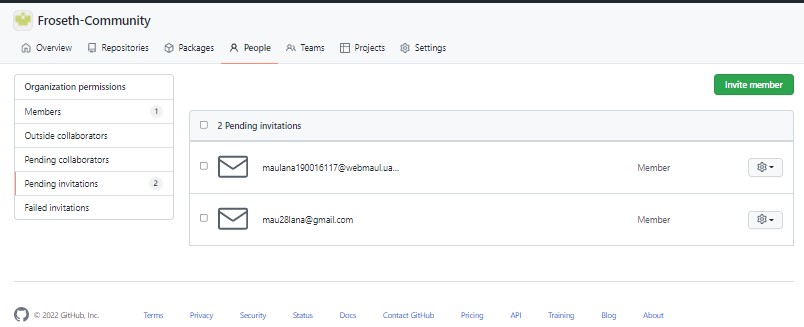 Froseth-Community
Overview Repositories Packages People Teams Projects Settings
Organization permissions
Members 1
Outside collaborators
Pending collaborators
Pending invitations 2
Failed invitations
Invite member
2 Pending invitations
maulana190016117@webmaul.ua... Member
mau28lana@gmail.com Member
© 2022 GitHub, Inc. Terms Privacy Security Status Docs Contact GitHub Pricing API Training Blog About